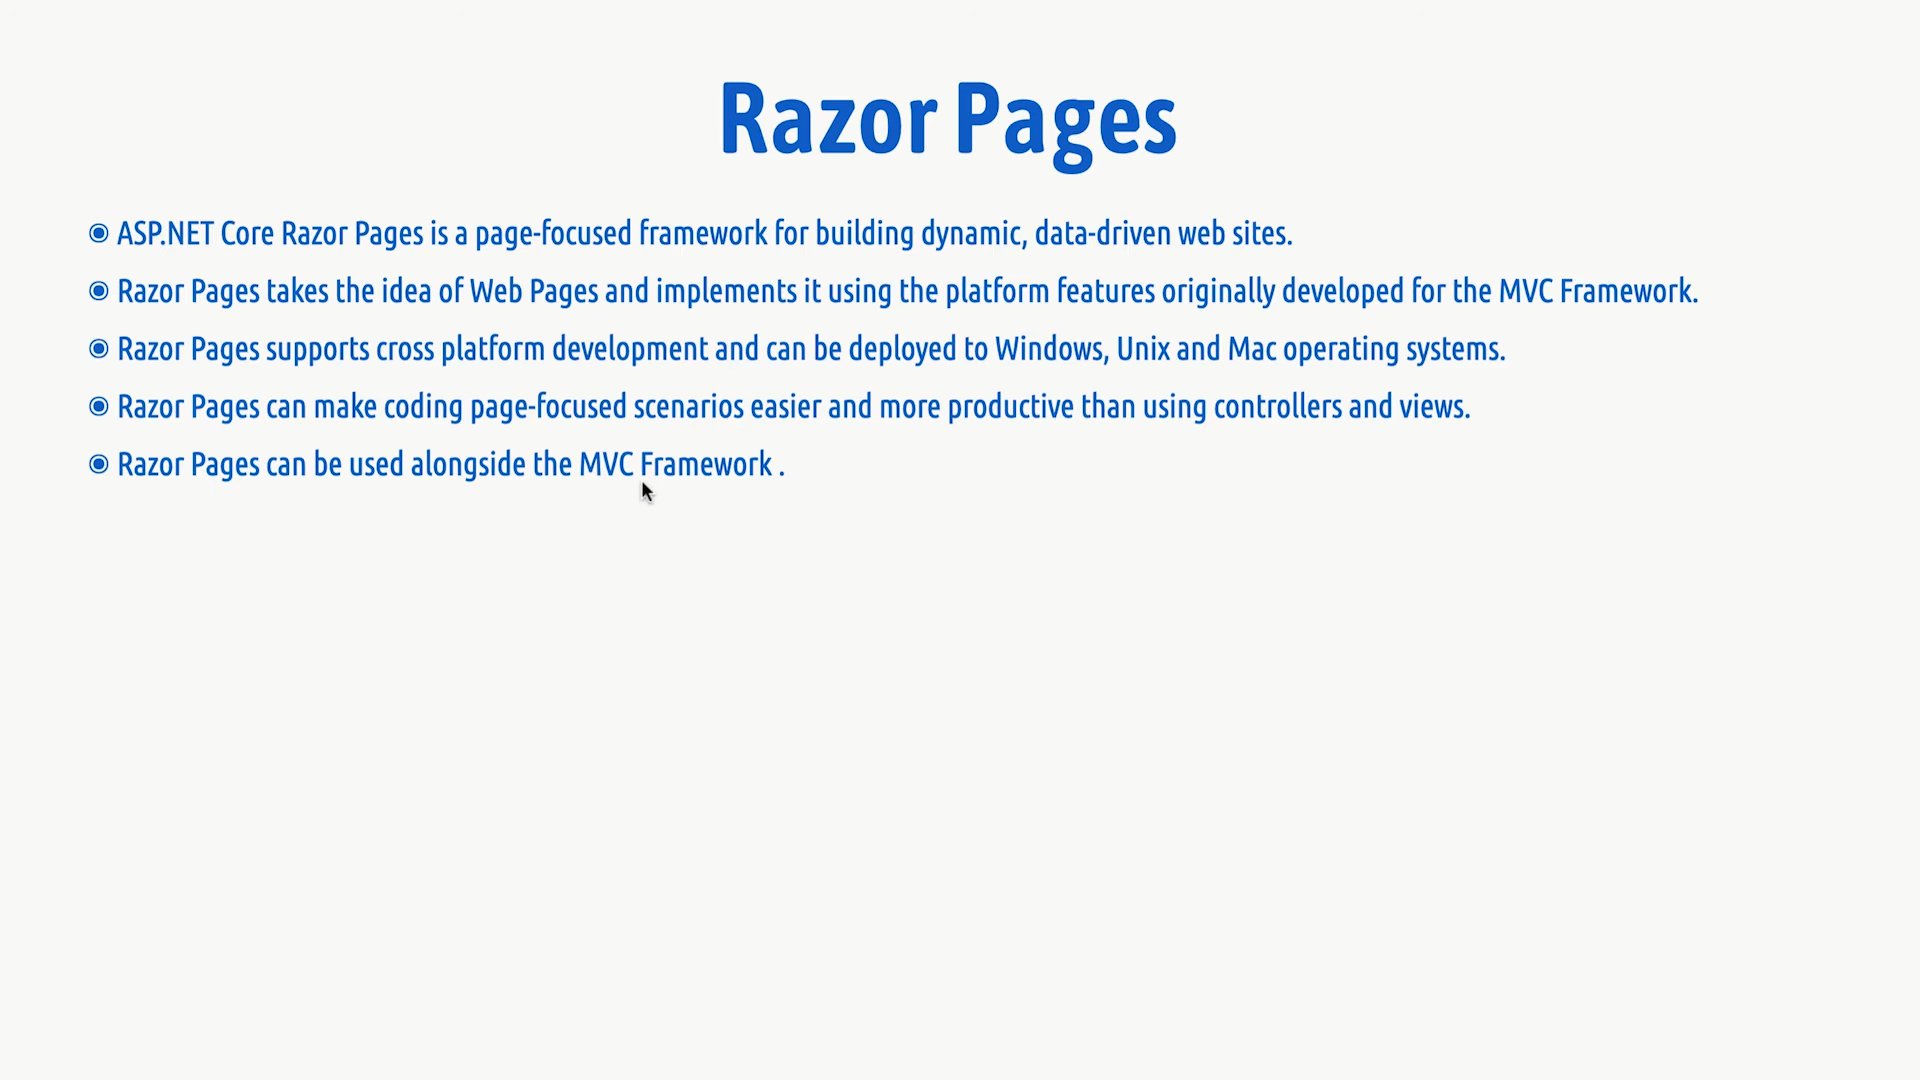 Razor Pages
◉ ASP.NET Core Razor Pages is a page-focused framework for building dynamic, data-driven web sites.
◉ Razor Pages takes the idea of Web Pages and implements it using the platform features originally developed for the MVC Framework.
◉ Razor Pages supports cross platform development and can be deployed to Windows, Unix and Mac operating systems.
◉ Razor Pages can make coding page-focused scenarios easier and more productive than using controllers and views.
◉ Razor Pages can be used alongside the MVC Framework .